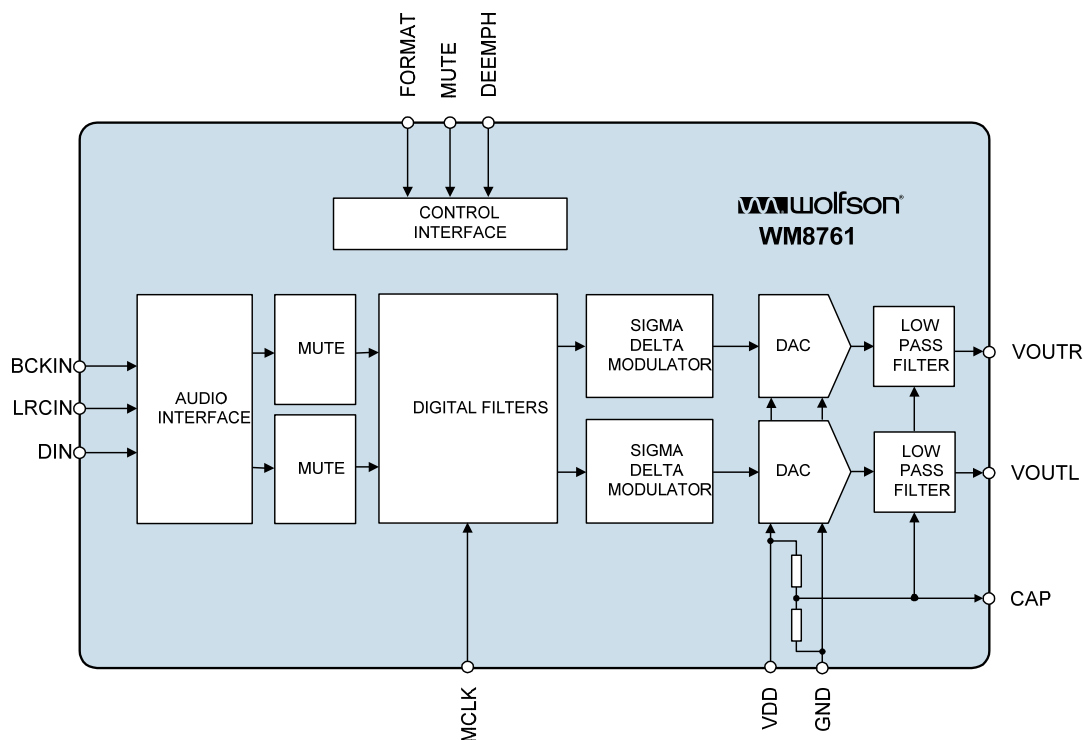 FORMAT
MUTE
DEEMPH
CONTROL
INTERFACE
wolfson®
WM8761
BCKIN
LRCIN
DIN
AUDIO
INTERFACE
MUTE
MUTE
DIGITAL FILTERS
SIGMA
DELTA
MODULATOR
SIGMA
DELTA
MODULATOR
DAC
DAC
LOW
PASS
FILTER
LOW
PASS
FILTER
VOUTR
VOUTL
CAP
MCLK
VDD
GND